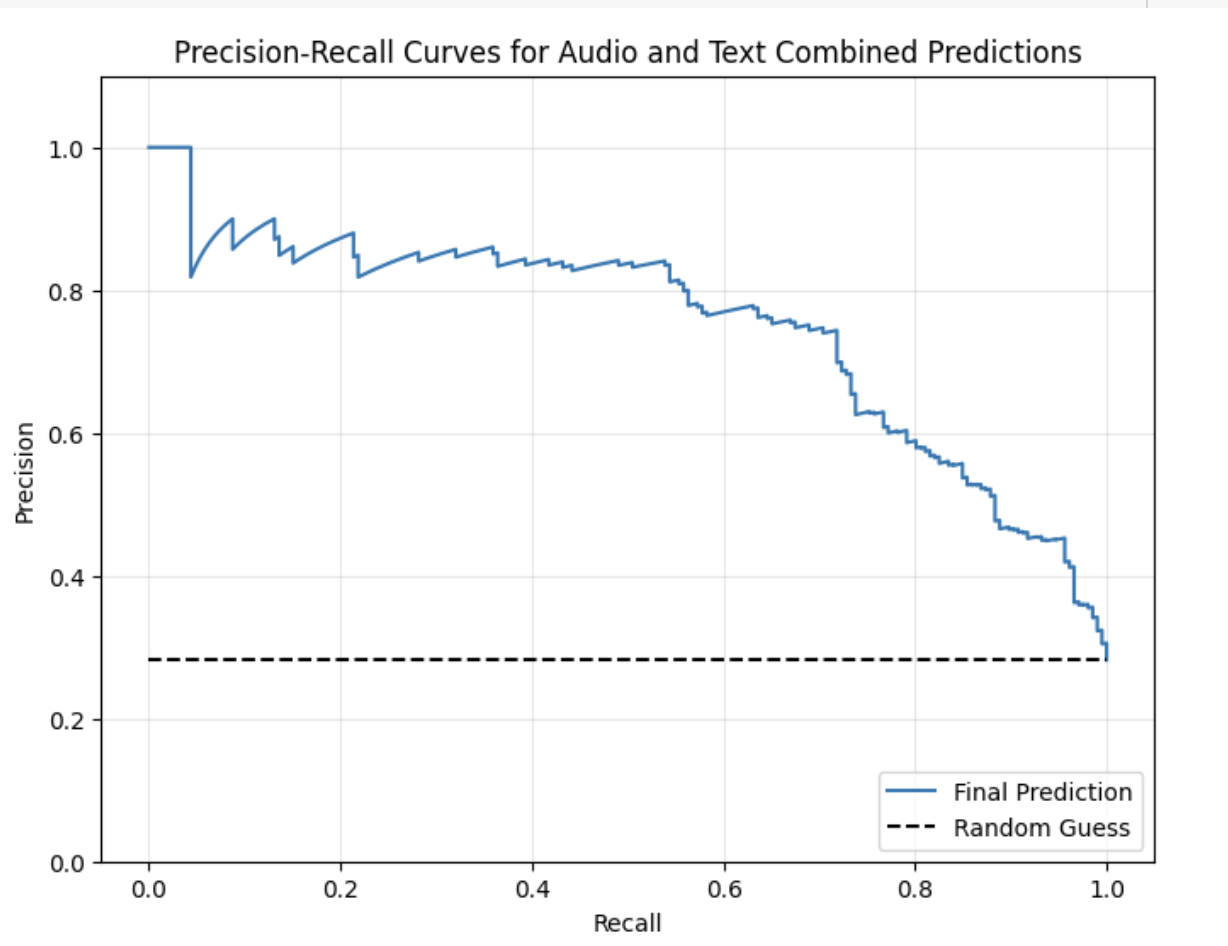 Precision-Recall Curves for Audio and Text Combined Predictions
1.0
0.8
0.6
0.4
0.2
0.0
Precision
0.0 0.2 0.4 0.6 0.8 1.0
Recall
Final Prediction
Random Guess